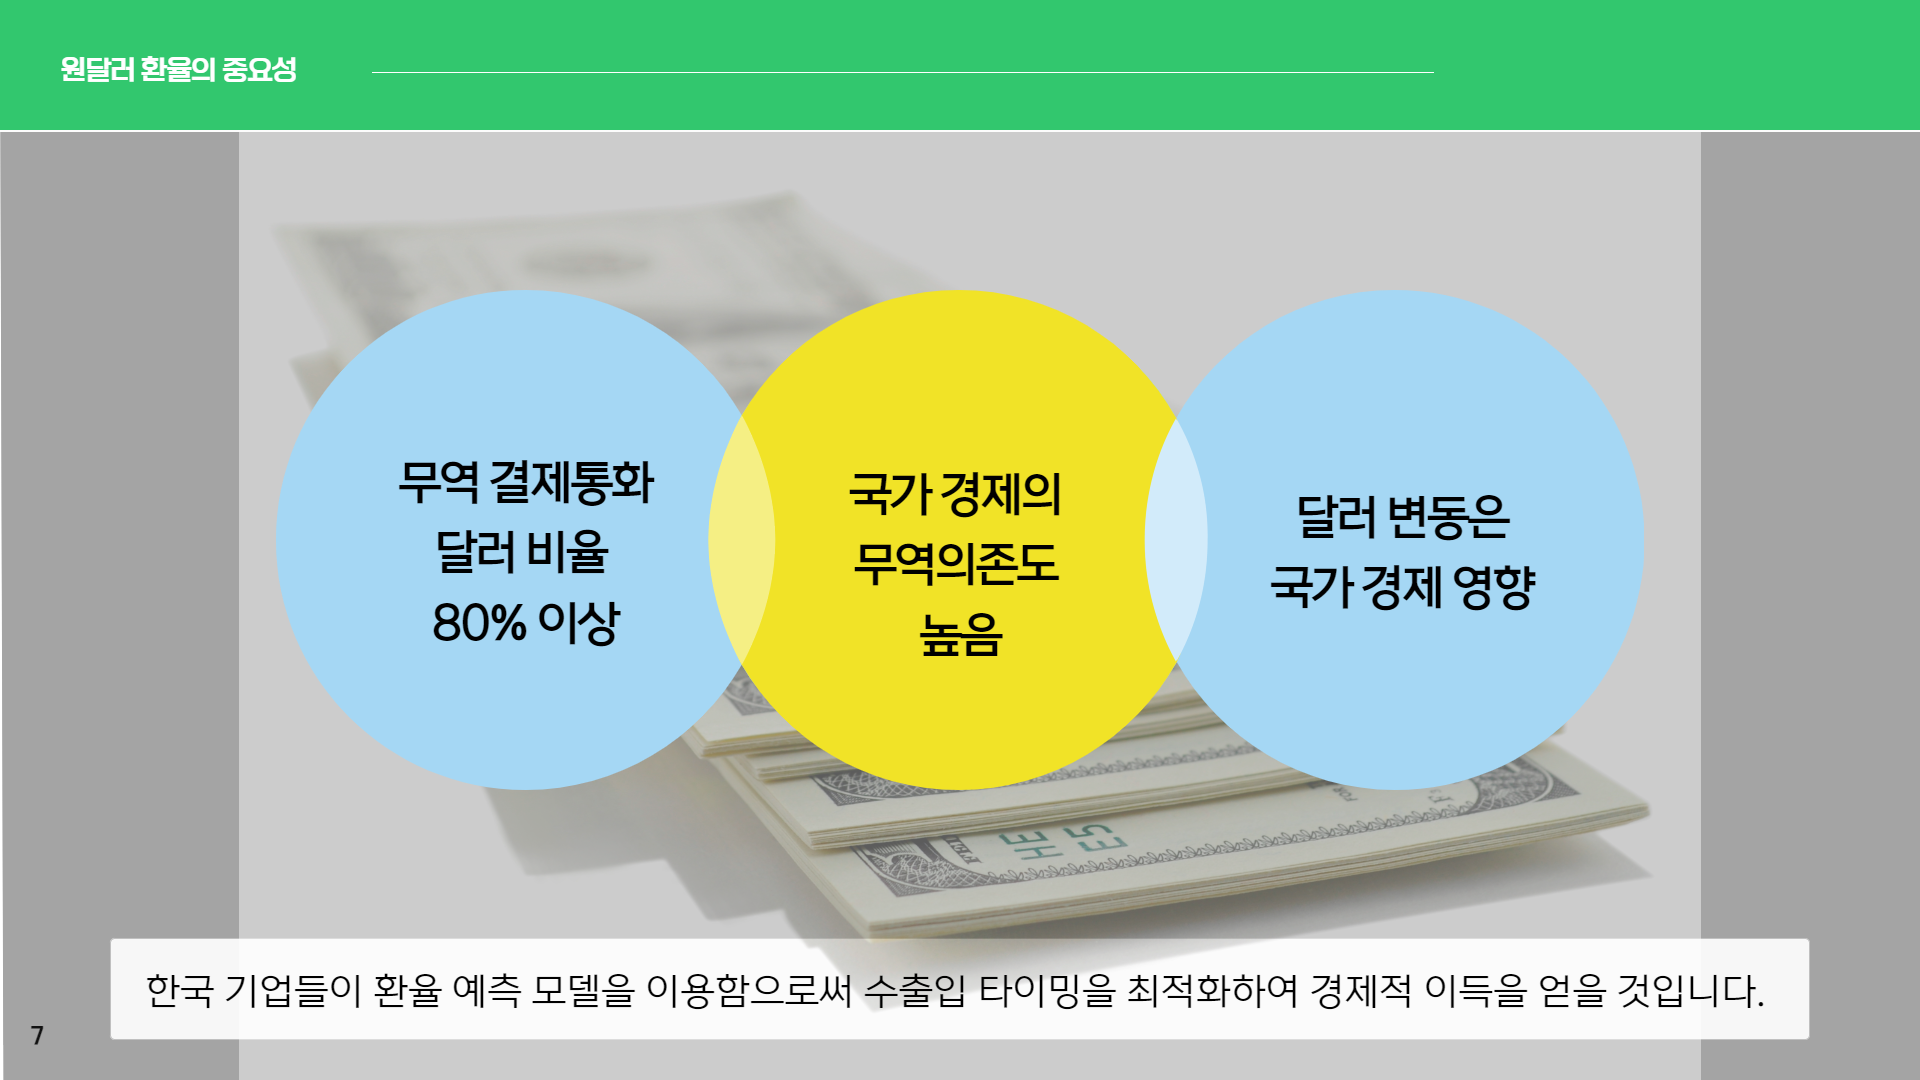 원달러 환율의 중요성
무역 결제통화
달러 비율
80% 이상
국가 경제의
무역의존도
높음
달러 변동은
국가 경제 영향
HE
E5
한국 기업들이 환율 예측 모델을 이용함으로써 수출입 타이밍을 최적화하여 경제적 이득을 얻을 것입니다.
7